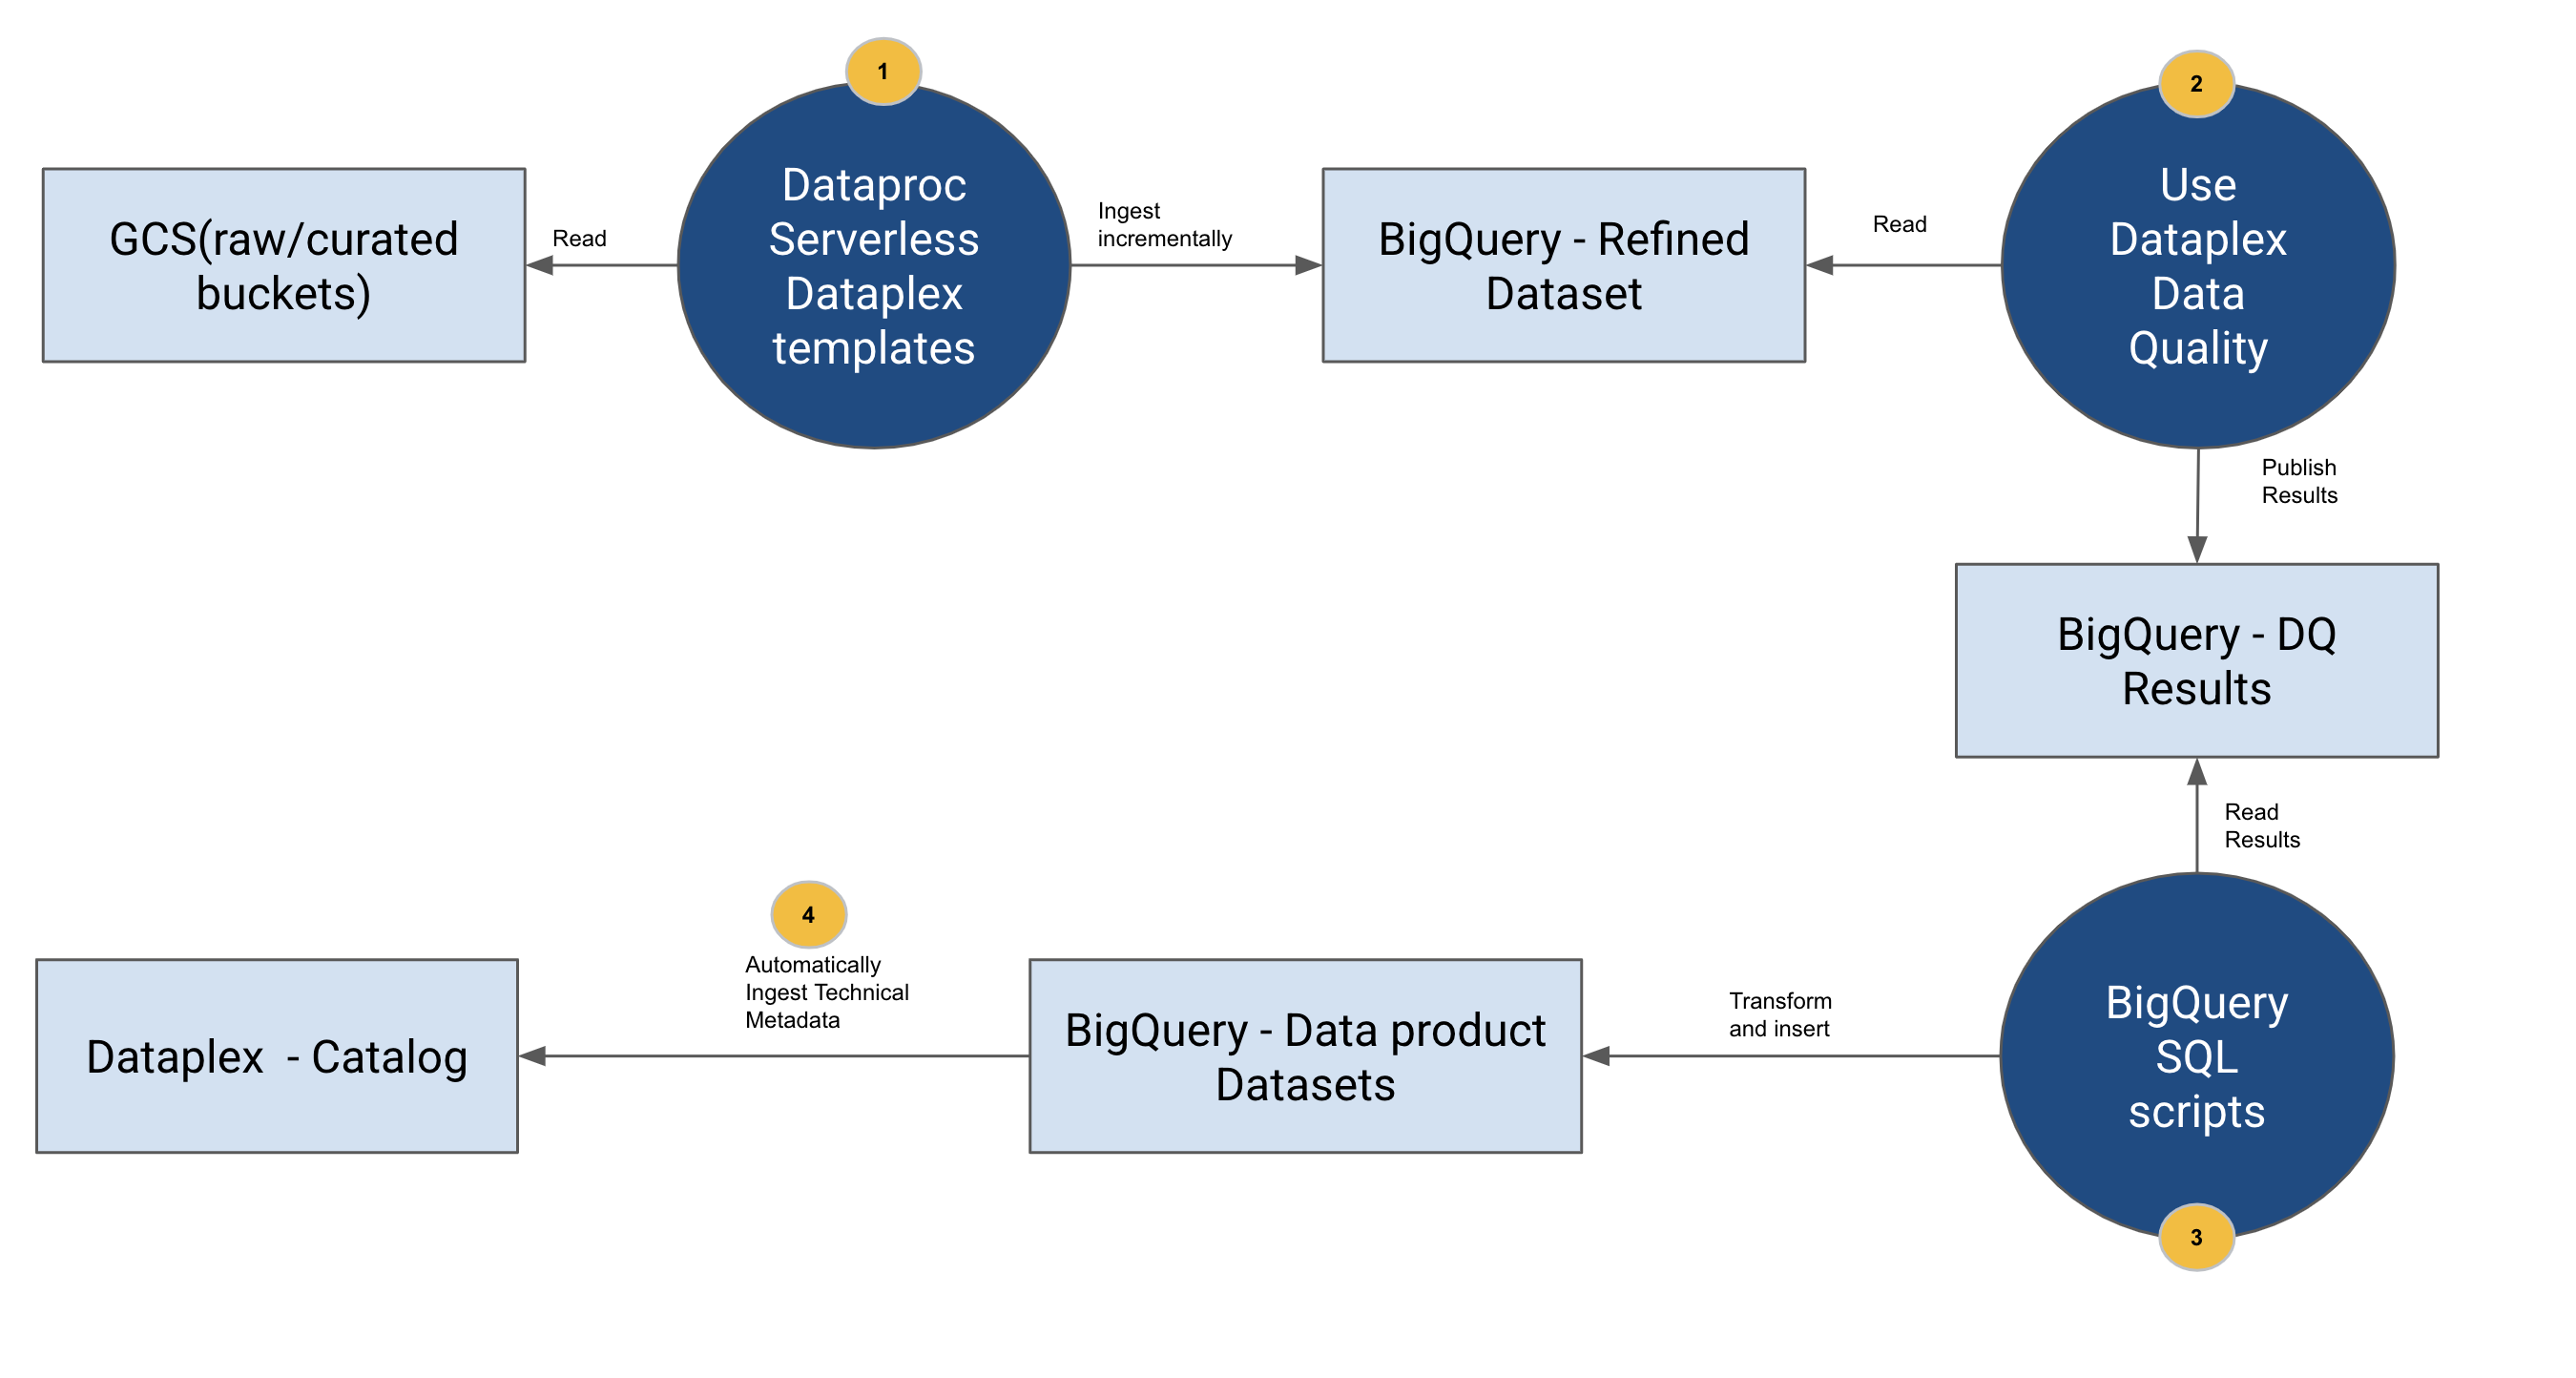 1
2
GCS(raw/curated
buckets)
Read
Dataproc
Serverless
Dataplex
templates
Ingest
incrementally
BigQuery - Refined
Dataset
Read
Use
Dataplex
Data
Quality
Publish
Results
BigQuery - DQ
Results
Read
Results
4
Automatically
Ingest Technical
Metadata
Dataplex  - Catalog
BigQuery - Data product
Datasets
Transform
and insert
BigQuery
SQL
scripts
3